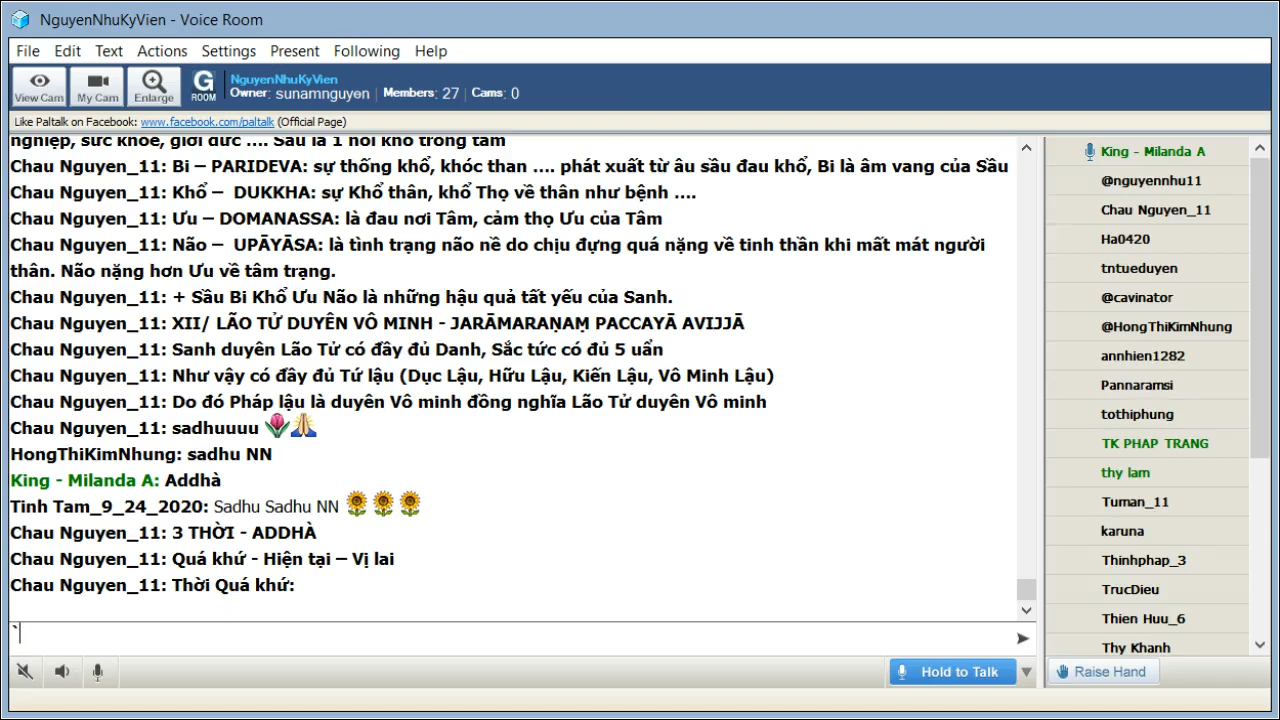 NguyenNhuKyVien - Voice Room
File Edit Text Actions Settings Present Following Help
View Cam My Cam Enlarge G ROOM
NguyenNhuKyVien
Owner: sunamnguyen | Members: 27 | Cams: 0
Like Paltalk on Facebook: www.facebook.com/paltalk (Official Page)
nghiệp, sức khỏe, giới đức .... Sầu là 1 nỗi khổ trong tâm
Chau Nguyen_11: Bi – PARIDEVA: sự thống khổ, khóc than .... phát xuất từ âu sầu đau khổ, Bi là âm vang của Sầu
Chau Nguyen_11: Khổ – DUKKHA: sự Khổ thân, khổ Thọ về thân như bệnh ....
Chau Nguyen_11: Ưu – DOMANASSA: là đau nơi Tâm, cảm thọ Ưu của Tâm
Chau Nguyen_11: Não – UPĀYĀSA: là tình trạng não nề do chịu đựng quá nặng về tinh thần khi mất mát người
thân. Não nặng hơn Ưu về tâm trạng.
Chau Nguyen_11: + Sầu Bi Khổ Ưu Não là những hậu quả tất yếu của Sanh.
Chau Nguyen_11: XII/ LÃO TỬ DUYÊN VÔ MINH - JARĀMARAṆAṂ PACCAYĀ AVIJJĀ
Chau Nguyen_11: Sanh duyên Lão Tử có đầy đủ Danh, Sắc tức có đủ 5 uẩn
Chau Nguyen_11: Như vậy có đầy đủ Tứ lậu (Dục Lậu, Hữu Lậu, Kiến Lậu, Vô Minh Lậu)
Chau Nguyen_11: Do đó Pháp lậu là duyên Vô minh đồng nghĩa Lão Tử duyên Vô minh
Chau Nguyen_11: sadhuuuu 🌷🙏
HongThiKimNhung: sadhu NN
King - Milanda A: Addhà
Tinh Tam_9_24_2020: Sadhu Sadhu NN 🌻🌻🌻
Chau Nguyen_11: 3 THỜI - ADDHÀ
Chau Nguyen_11: Quá khứ - Hiện tại – Vị lai
Chau Nguyen_11: Thời Quá khứ:
`
Hold to Talk
King - Milanda A
@nguyennhu11
Chau Nguyen_11
Ha0420
tntueduyen
@cavinator
@HongThiKimNhung
annhien1282
Pannaramsi
tothiphung
TK PHAP TRANG
thy lam
Tuman_11
karuna
Thinhphap_3
TrucDieu
Thien Huu_6
Thy Khanh
Raise Hand